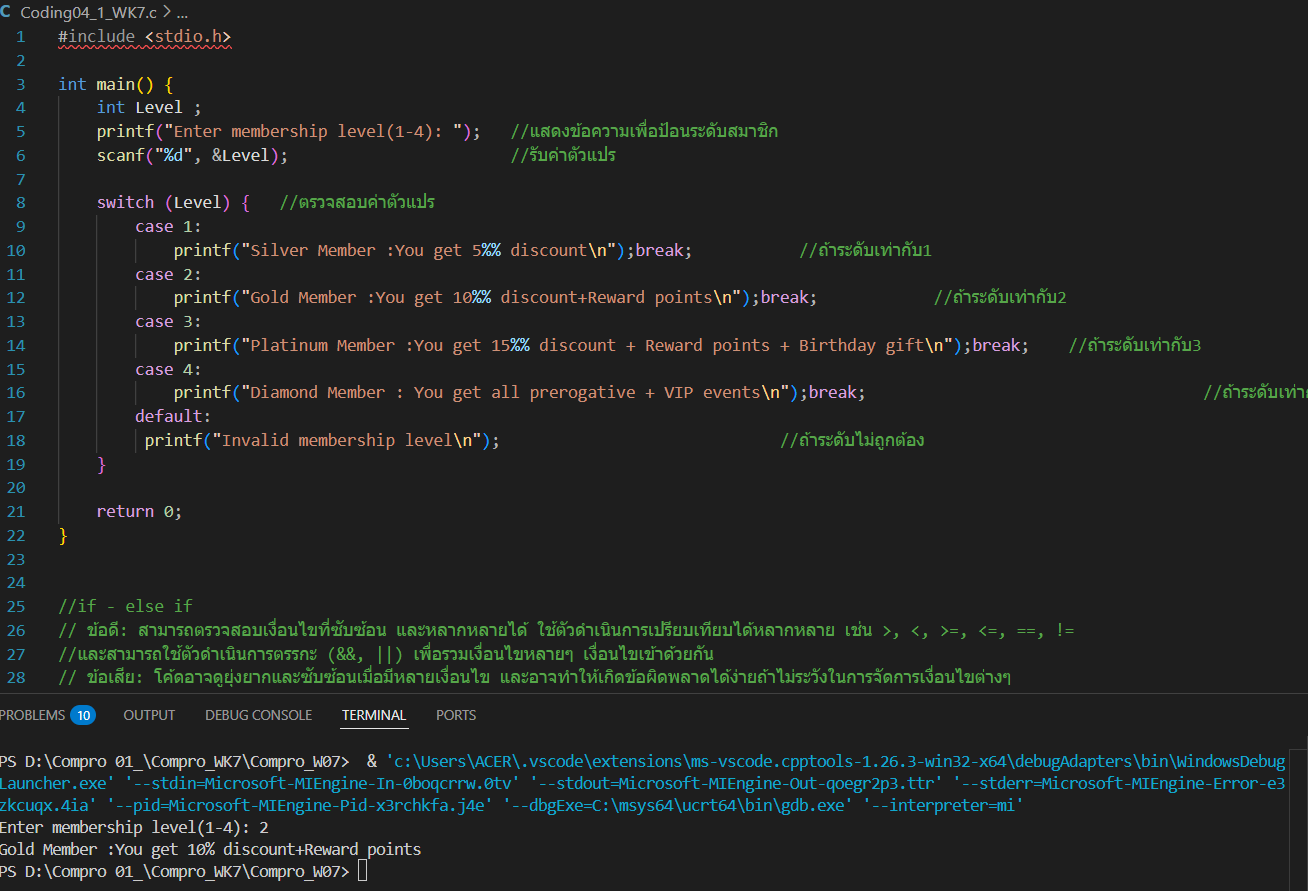 C Coding04_1_WK7.c > ...
1 #include <stdio.h>
2
3 int main() {
4 int Level ;
5 printf("Enter membership level(1-4): "); //แสดงข้อความเพื่อป้อนระดับสมาชิก
6 scanf("%d", &Level); //รับค่าตัวแปร
7
8 switch (Level) { //ตรวจสอบค่าตัวแปร
9 case 1:
10 printf("Silver Member :You get 5%% discount\n");break; //ถ้าระดับเท่ากับ1
11 case 2:
12 printf("Gold Member :You get 10%% discount+Reward points\n");break; //ถ้าระดับเท่ากับ2
13 case 3:
14 printf("Platinum Member :You get 15%% discount + Reward points + Birthday gift\n");break; //ถ้าระดับเท่ากับ3
15 case 4:
16 printf("Diamond Member : You get all prerogative + VIP events\n");break; //ถ้าระดับเท่า
17 default:
18 printf("Invalid membership level\n"); //ถ้าระดับไม่ถูกต้อง
19 }
20
21 return 0;
22 }
23
24
25 //if - else if
26 // ข้อดี: สามารถตรวจสอบเงื่อนไขที่ซับซ้อน และหลากหลายได้ ใช้ตัวดำเนินการเปรียบเทียบได้หลากหลาย เช่น >, <, >=, <=, ==, !=
27 //และสามารถใช้ตัวดำเนินการตรรกะ (&&, ||) เพื่อรวมเงื่อนไขหลายๆ เงื่อนไขเข้าด้วยกัน
28 // ข้อเสีย: โค้ดอาจดูยุ่งยากและซับซ้อนเมื่อมีหลายเงื่อนไข และอาจทำให้เกิดข้อผิดพลาดได้ง่ายถ้าไม่ระวังในการจัดการเงื่อนไขต่างๆ
PROBLEMS 10 OUTPUT DEBUG CONSOLE TERMINAL PORTS
PS D:\Compro 01_\Compro_WK7\Compro_W07> & 'c:\Users\ACER\.vscode\extensions\ms-vscode.cpptools-1.26.3-win32-x64\debugAdapters\bin\WindowsDebug
Launcher.exe' '--stdin=Microsoft-MIEngine-In-0boqcrrw.0tv' '--stdout=Microsoft-MIEngine-Out-qoegr2p3.ttr' '--stderr=Microsoft-MIEngine-Error-e3
zkcuqx.4ia' '--pid=Microsoft-MIEngine-Pid-x3rchkfa.j4e' '--dbgExe=C:\msys64\ucrt64\bin\gdb.exe' '--interpreter=mi'
Enter membership level(1-4): 2
Gold Member :You get 10% discount+Reward points
PS D:\Compro 01_\Compro_WK7\Compro_W07>